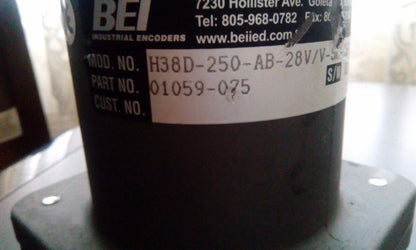 BEI
INDUSTRIAL ENCODERS
7230 Hollister Ave.
Tel: 805-968-0782
www.beiied.com
MOD. NO. H38D-250-AB-28V/V-
S/N
PART NO. 01059-075
CUST. NO.